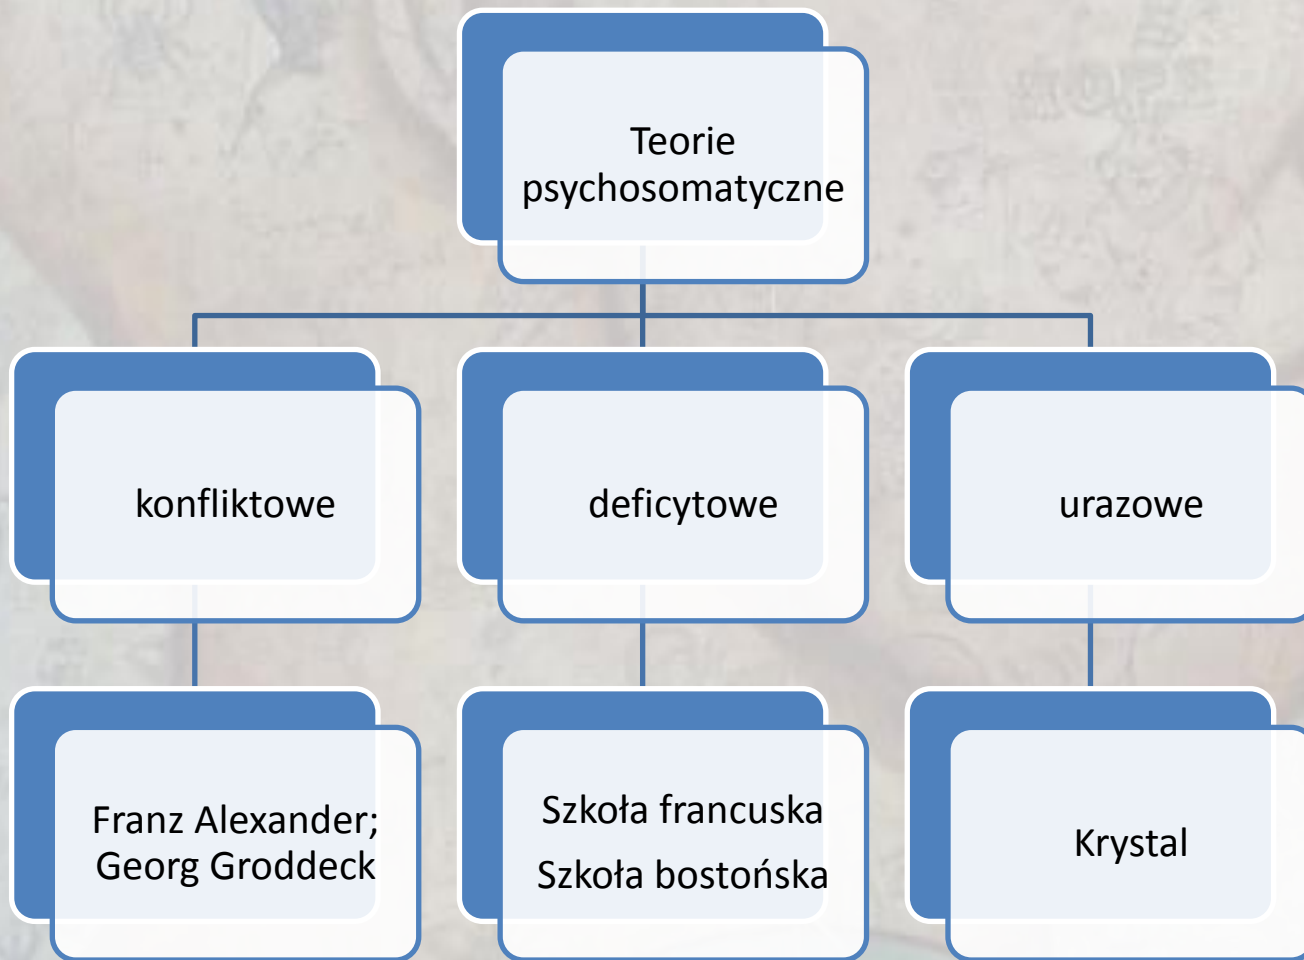 Teorie
psychosomatyczne
konfliktowe
deficytowe
urazowe
Franz Alexander;
Georg Groddeck
Szkoła francuska
Szkoła bostońska
Krystal